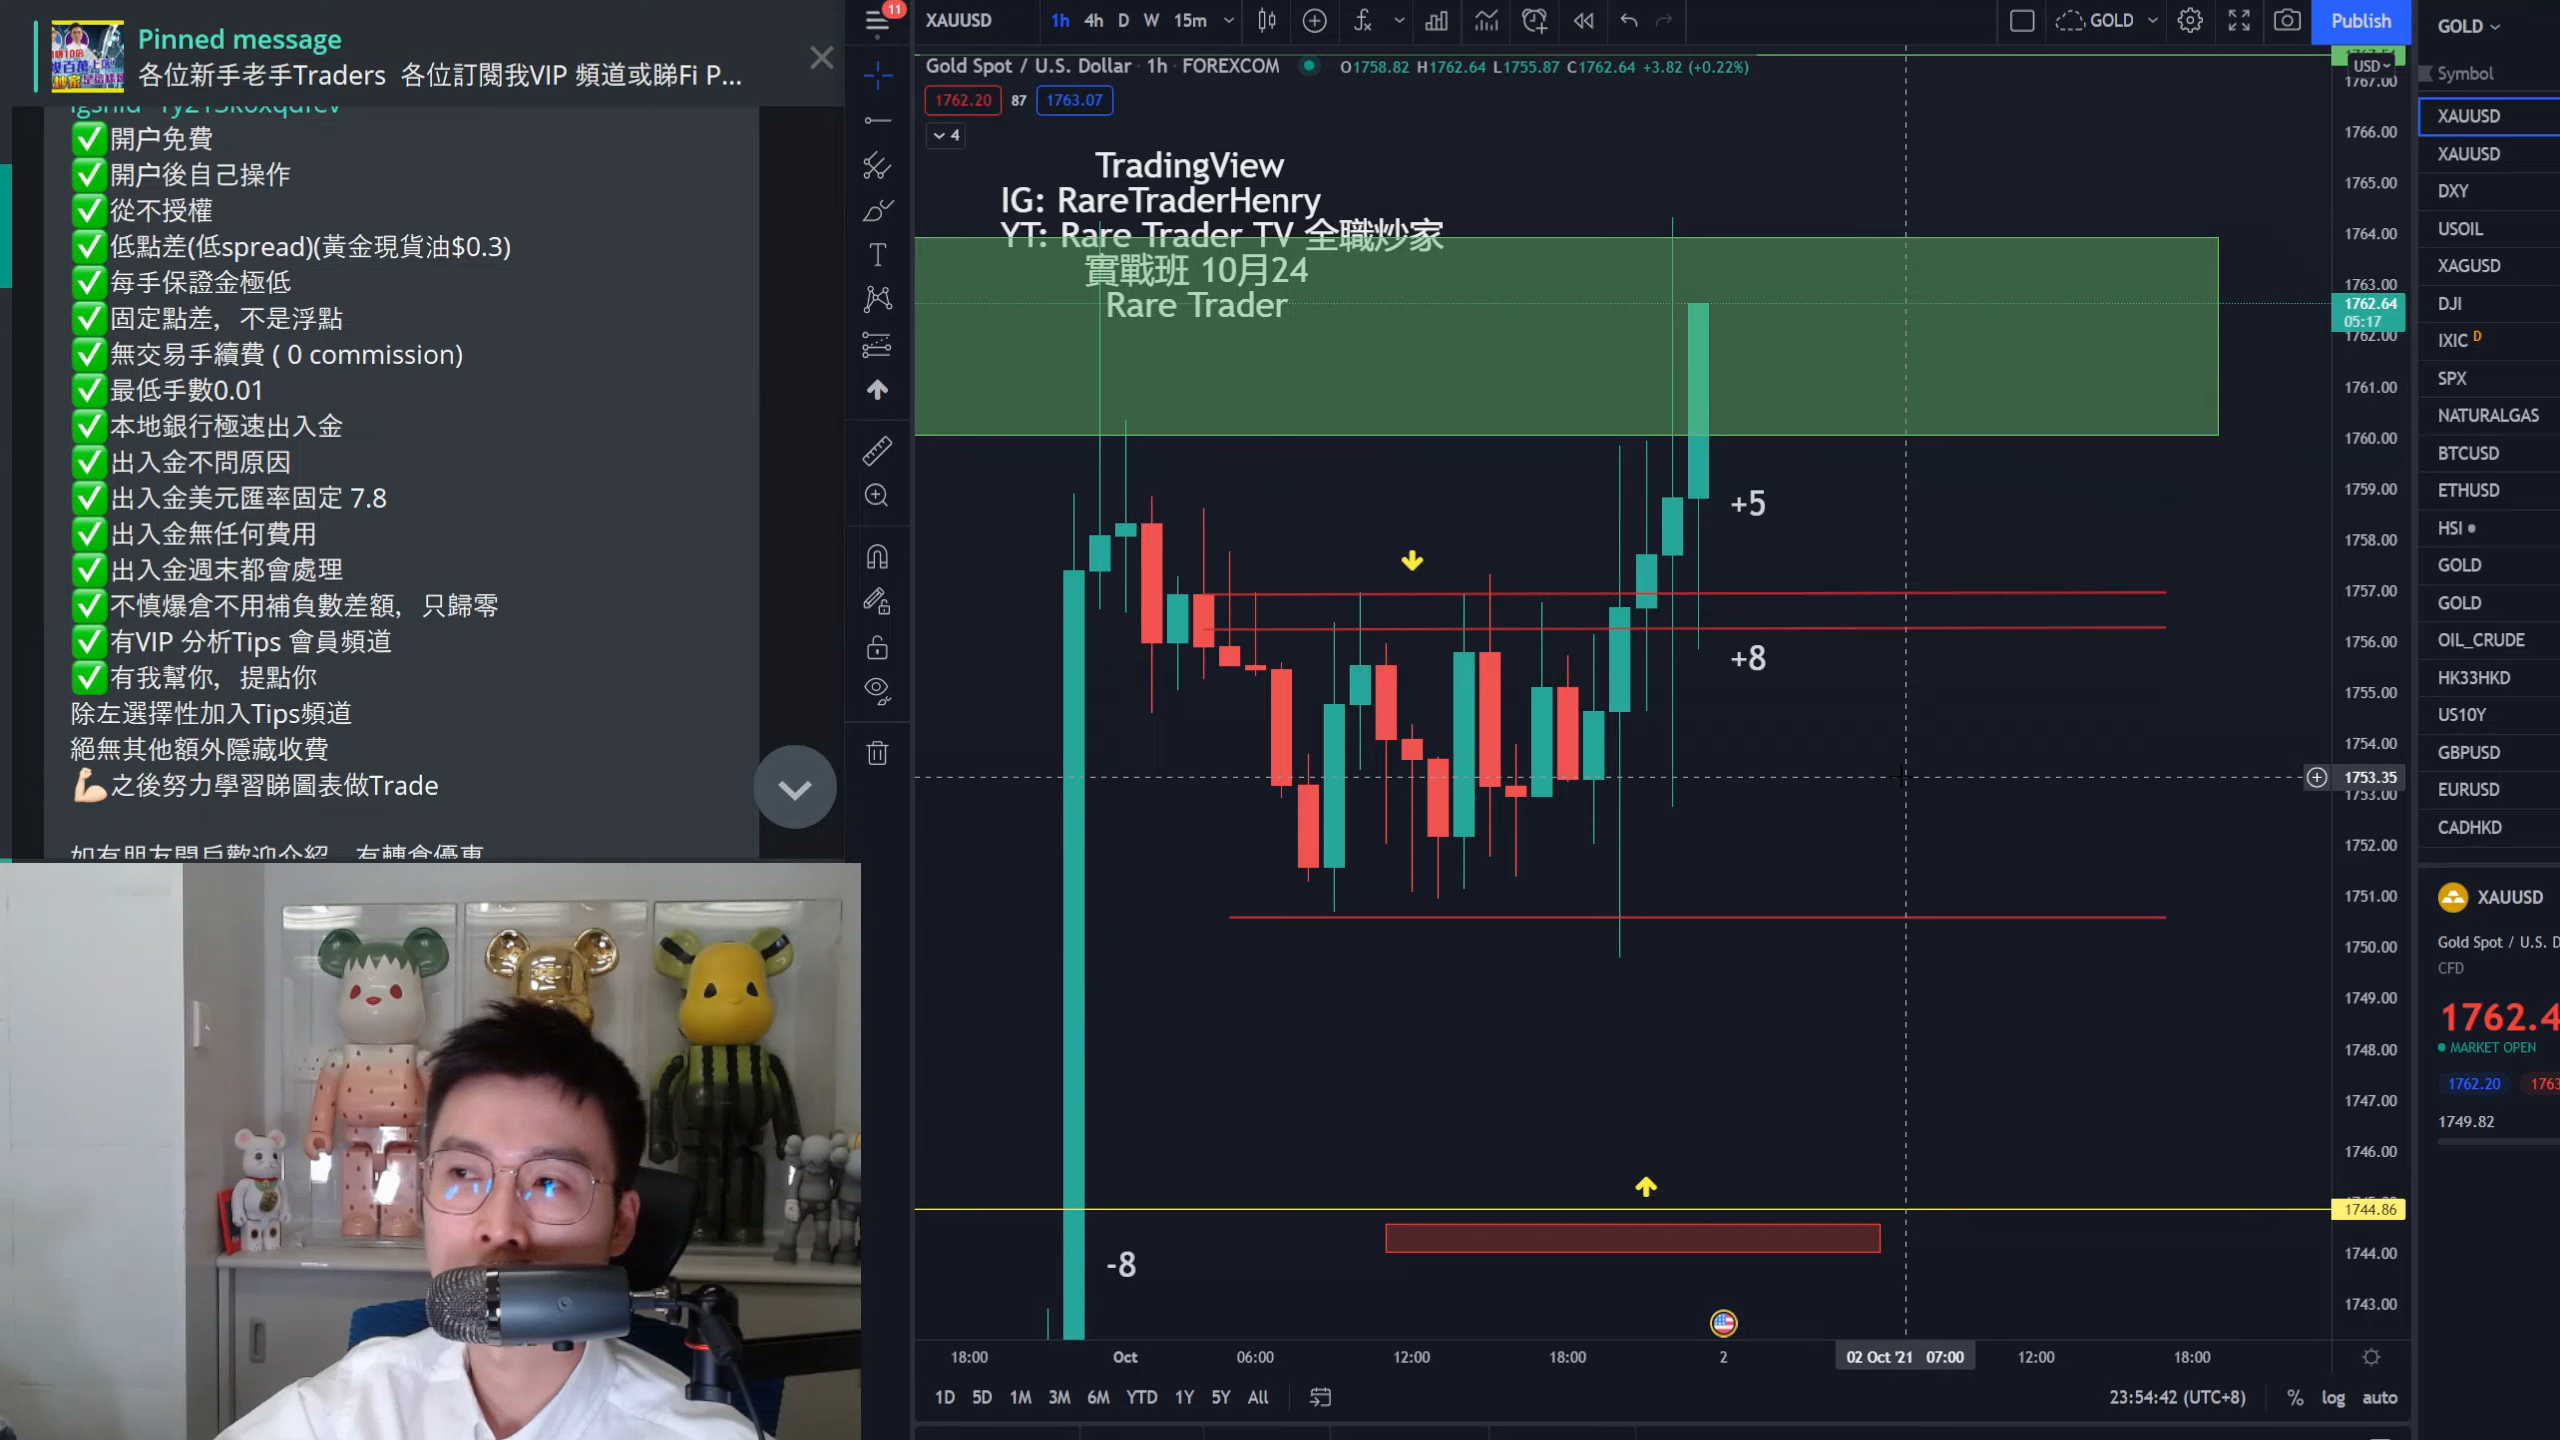 Pinned message
各位新手老手Traders 各位訂閱我VIP 頻道或睇Fi P...
✅開户免費
✅開户後自己操作
✅從不授權
✅低點差(低spread)(黃金現貨油$0.3)
✅每手保證金極低
✅固定點差，不是浮點
✅無交易手續費 ( 0 commission)
✅最低手數0.01
✅本地銀行極速出入金
✅出入金不問原因
✅出入金美元匯率固定 7.8
✅出入金無任何費用
✅出入金週末都會處理
✅不慎爆倉不用補負數差額，只歸零
✅有VIP 分析Tips 會員頻道
✅有我幫你，提點你
除左選擇性加入Tips頻道
絕無其他額外隱藏收費
💪🏻之後努力學習睇圖表做Trade
11
XAUUSD 1h 4h D W 15m
GOLD
Publish
Gold Spot / U.S. Dollar · 1h · FOREXCOM O1758.82 H1762.64 L1755.87 C1762.64 +3.82 (+0.22%)
1762.20 87 1763.07
4
TradingView
IG: RareTraderHenry
YT: Rare Trader TV 全職炒家
實戰班 10月24
Rare Trader
+5
+8
-8
USD
1767.00
1766.00
1765.00
1764.00
1763.00
1762.64
05:17
1762.00
1761.00
1760.00
1759.00
1758.00
1757.00
1756.00
1755.00
1754.00
1753.35
1753.00
1752.00
1751.00
1750.00
1749.00
1748.00
1747.00
1746.00
1744.86
1744.00
1743.00
18:00 Oct 06:00 12:00 18:00 2 02 Oct '21 07:00 12:00 18:00
1D 5D 1M 3M 6M YTD 1Y 5Y All
23:54:42 (UTC+8) % log auto
GOLD
Symbol
XAUUSD
XAUUSD
DXY
USOIL
XAGUSD
DJI
IXIC D
SPX
NATURALGAS
BTCUSD
ETHUSD
HSI
GOLD
GOLD
OIL_CRUDE
HK33HKD
US10Y
GBPUSD
EURUSD
CADHKD
XAUUSD
Gold Spot / U.S. D
CFD
1762.4
MARKET OPEN
1762.20 1763
1749.82